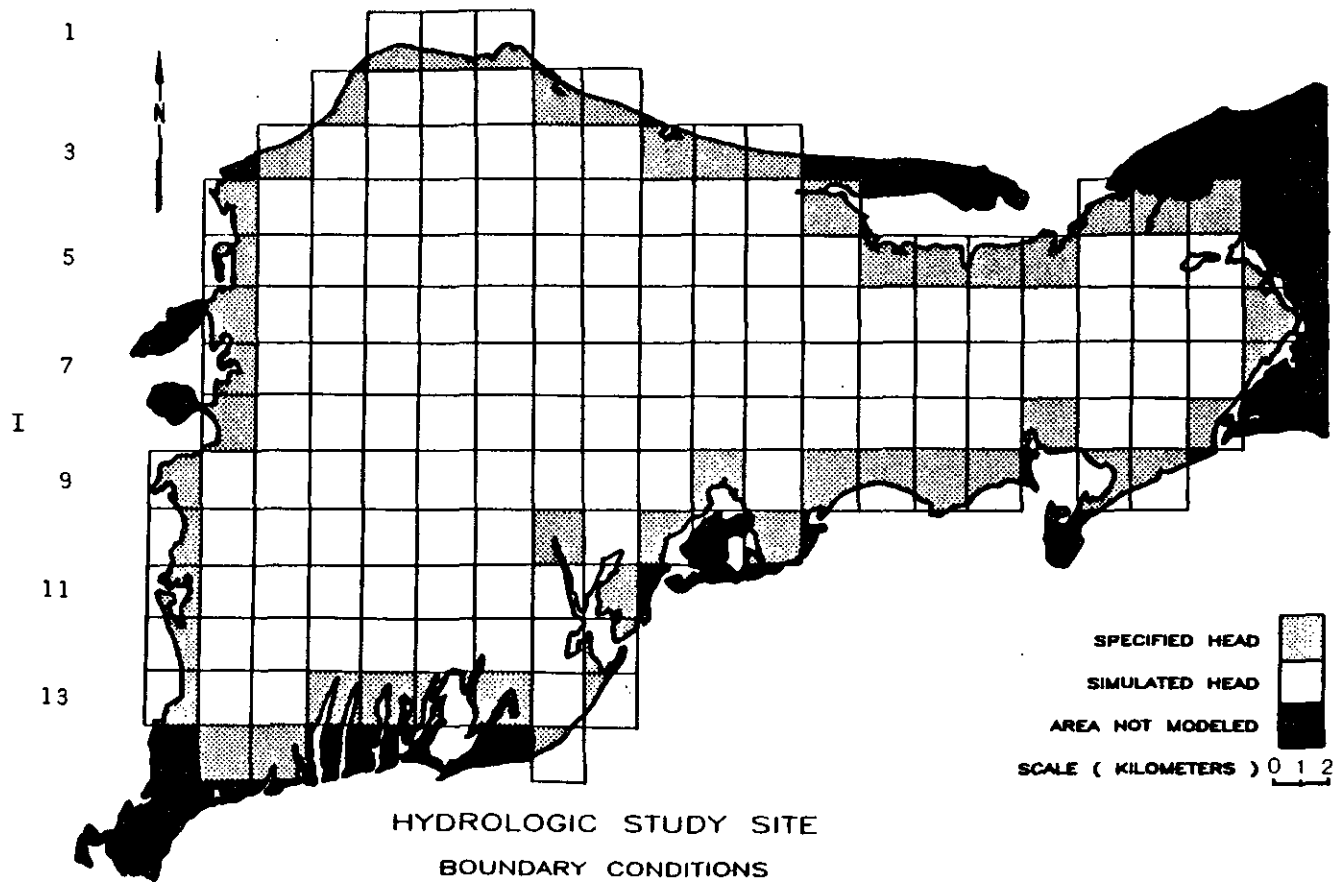 1
N
3
5
7
I
9
11
13
SPECIFIED HEAD
SIMULATED HEAD
AREA NOT MODELED
SCALE ( KILOMETERS ) 0 1 2
HYDROLOGIC STUDY SITE
BOUNDARY CONDITIONS